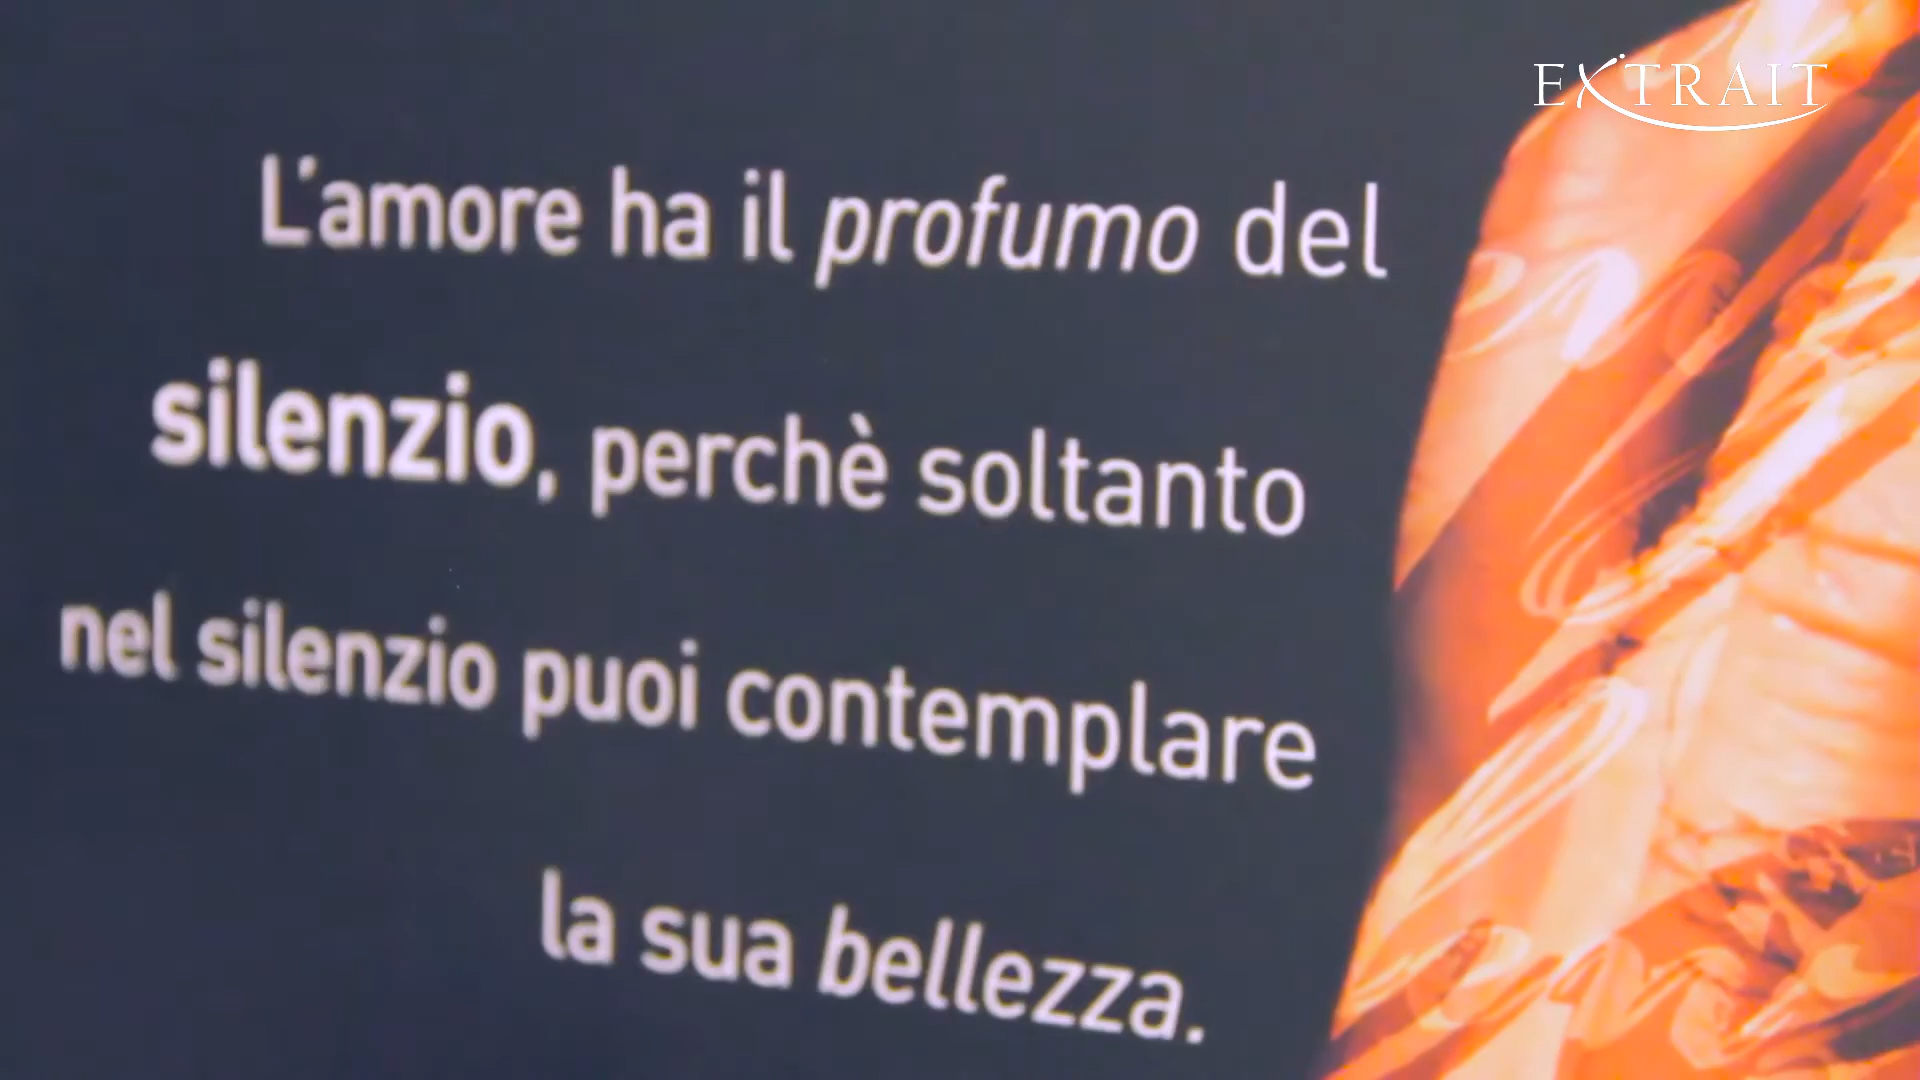 EXTRAIT
L'amore ha il profumo del
silenzio, perchè soltanto
nel silenzio puoi contemplare
la sua bellezza.